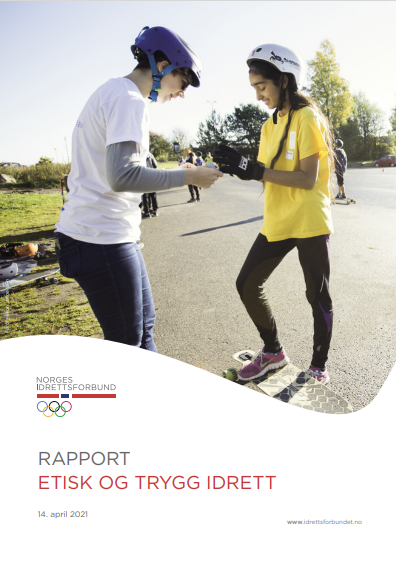 NORGES
IDRETTSFORBUND
RAPPORT
ETISK OG TRYGG IDRETT
14. april 2021
www.idrettsforbundet.no